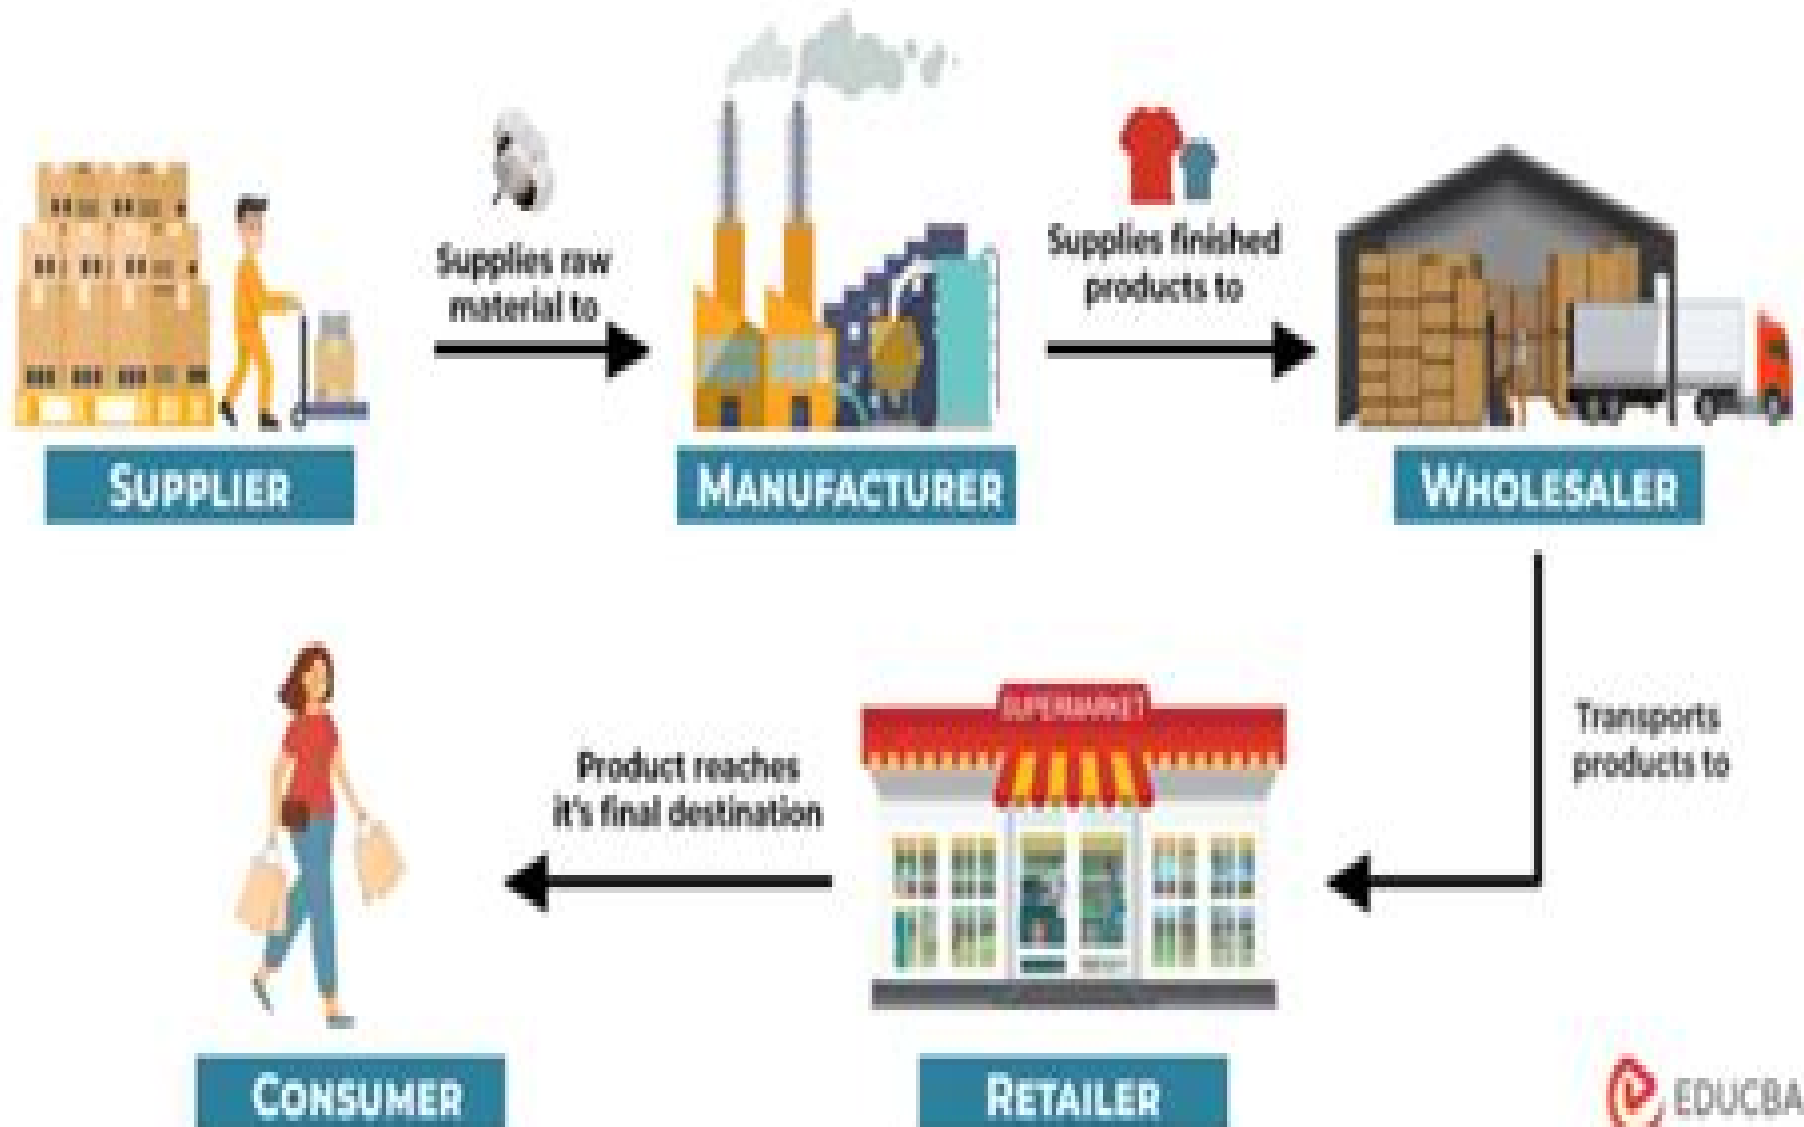 Supplies raw
material to
Supplies finished
products to
SUPPLIER
MANUFACTURER
WHOLESALER
Transports
products to
SUPERMARKET
Product reaches
it's final destination
CONSUMER
RETAILER
EDUCBA